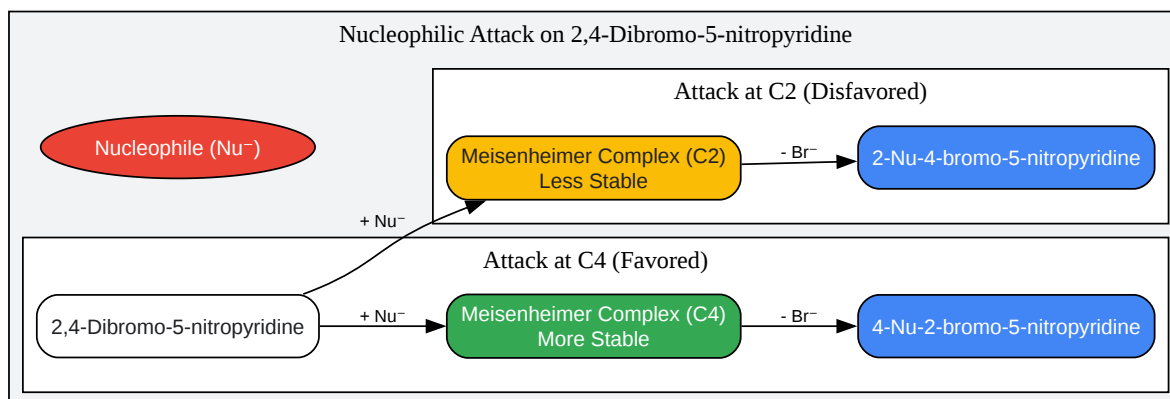 Nucleophilic Attack on 2,4-Dibromo-5-nitropyridine
Attack at C2 (Disfavored)
Nucleophile (Nu⁻)
Meisenheimer Complex (C2)
Less Stable
- Br⁻
2-Nu-4-bromo-5-nitropyridine
+ Nu⁻
Attack at C4 (Favored)
2,4-Dibromo-5-nitropyridine
+ Nu⁻
Meisenheimer Complex (C4)
More Stable
- Br⁻
4-Nu-2-bromo-5-nitropyridine